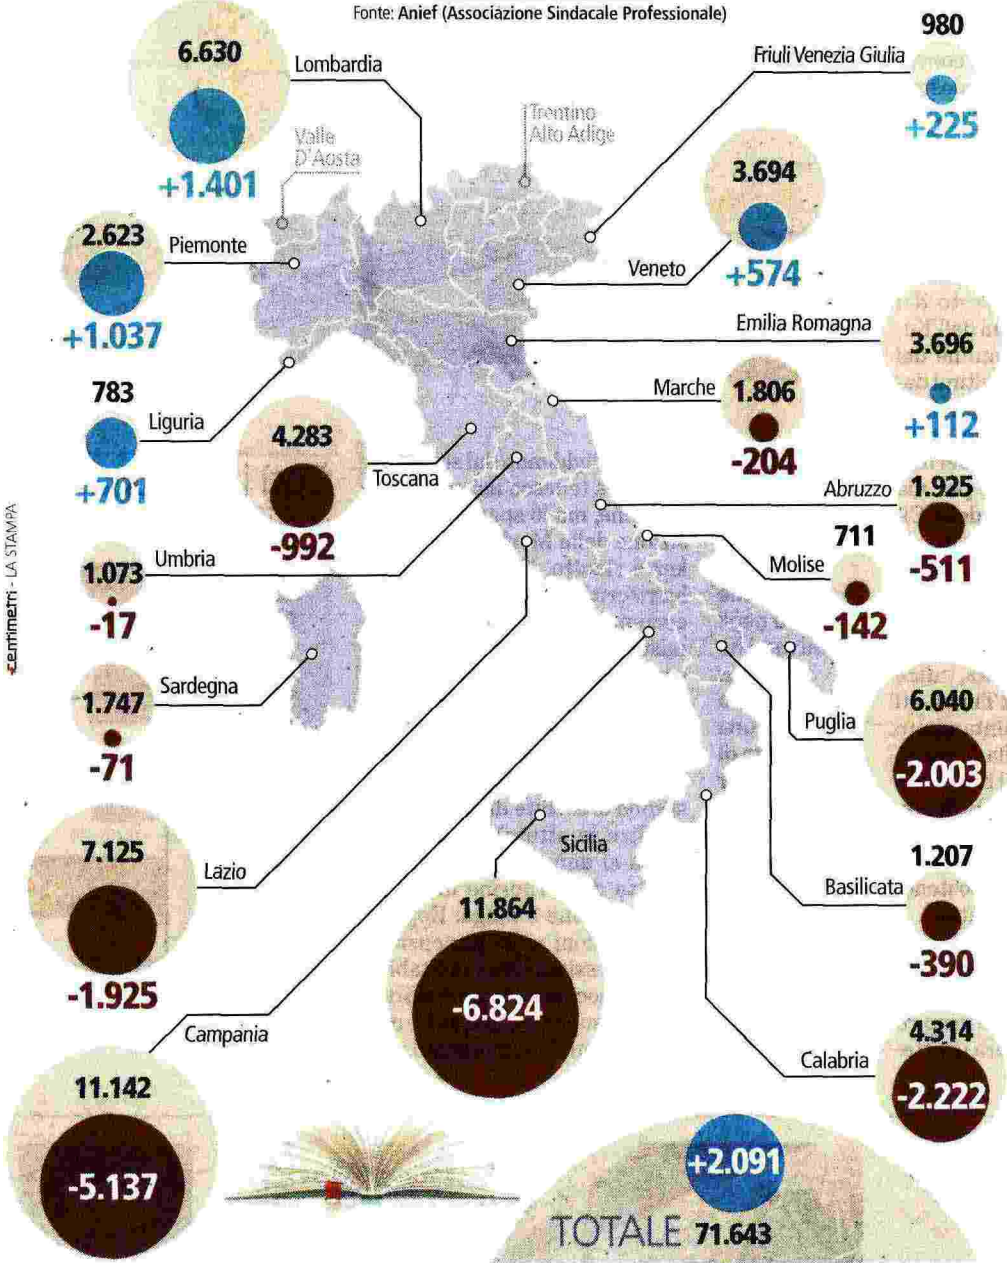 Fonte: Anief (Associazione Sindacale Professionale)
6.630
Lombardia
+1.401
Friuli Venezia Giulia
980
+225
Valle
D'Aosta
Trentino
Alto Adige
3.694
Veneto
+574
2.623
Piemonte
+1.037
Emilia Romagna
3.696
+112
783
Liguria
+701
4.283
Toscana
-992
Marche
1.806
-204
Abruzzo
1.925
-511
711
Molise
-142
1.073
Umbria
-17
centimetri - LA STAMPA
1.747
Sardegna
-71
6.040
Puglia
-2.003
7.125
Lazio
-1.925
Sicilia
11.864
-6.824
1.207
Basilicata
-390
Campania
11.142
-5.137
4.314
Calabria
-2.222
+2.091
TOTALE 71.643